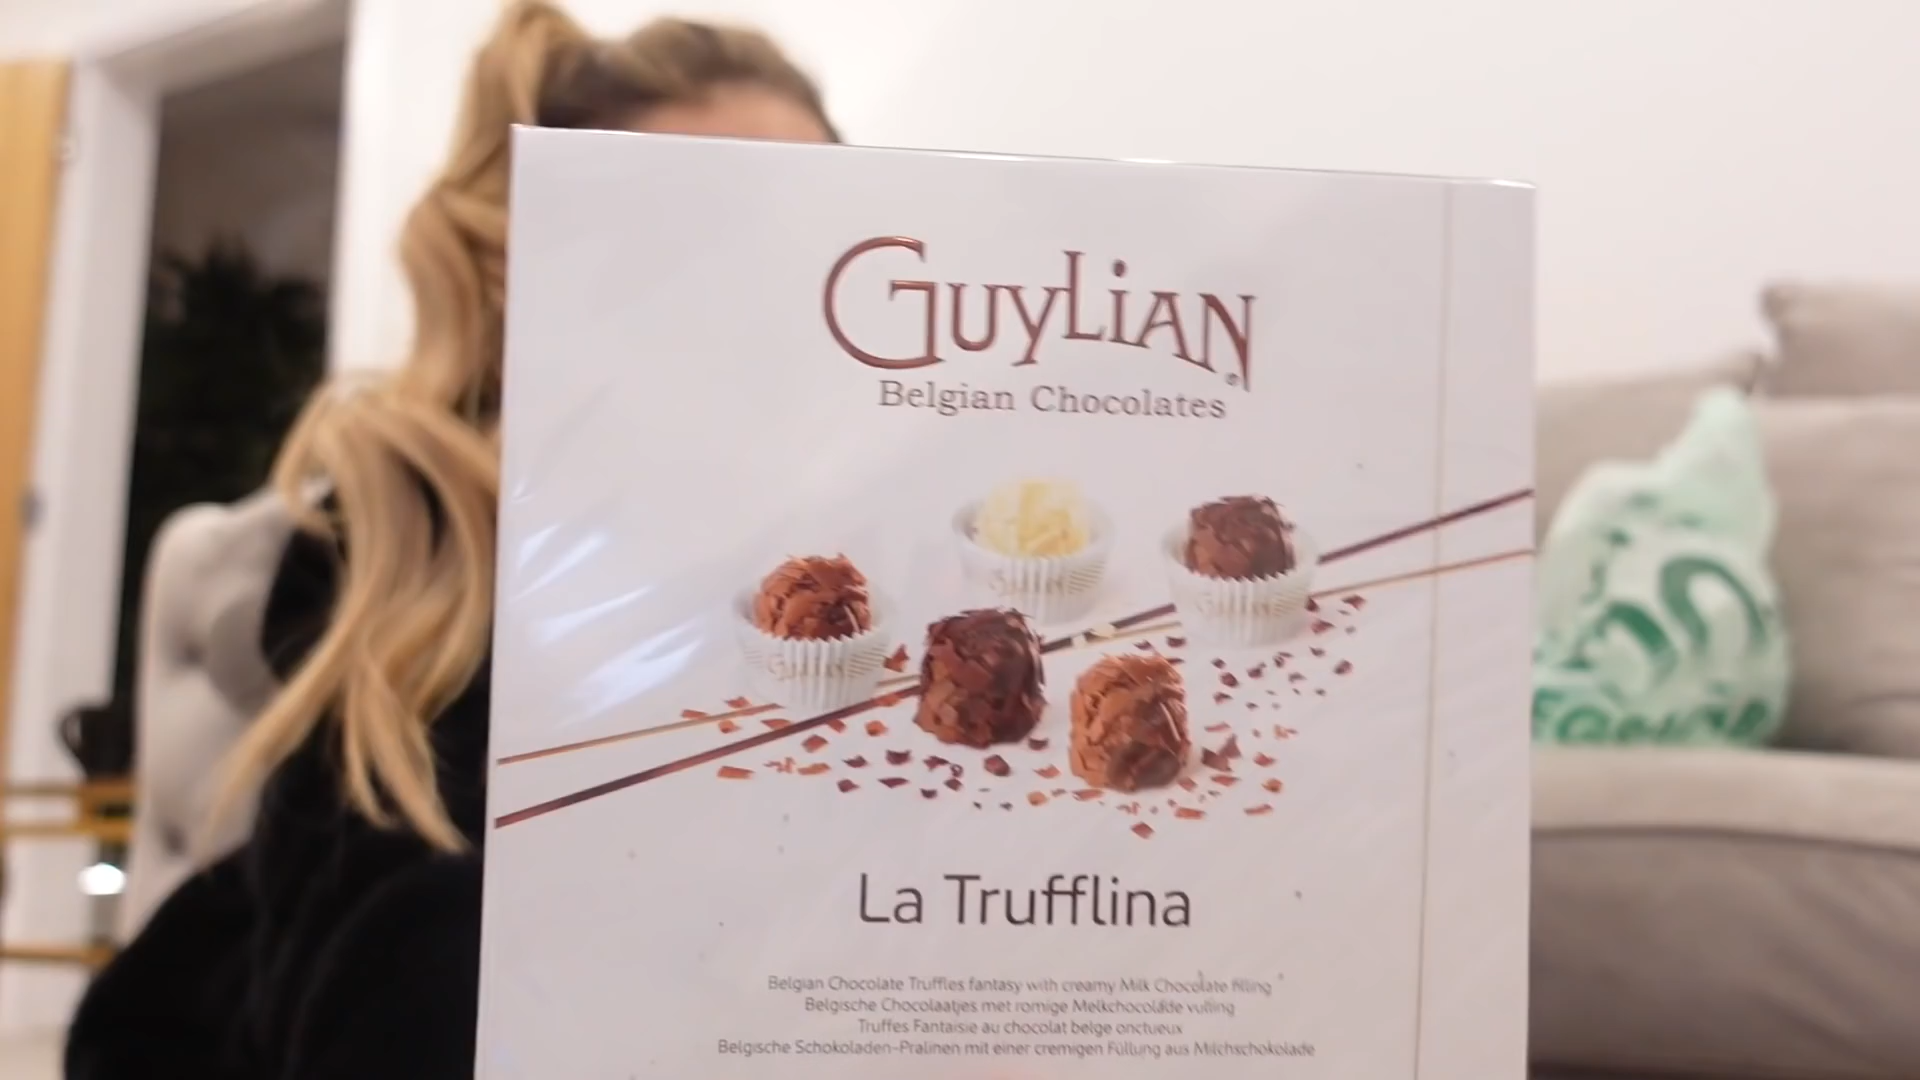 GUYLIAN®
Belgian Chocolates
La Trufflina
Belgian Chocolate Truffles fantasy with creamy Milk Chocolate filling
Belgische Chocolaatjes met romige Melkchocolade vulling
Truffes Fantaisie au chocolat belge onctueux
Belgische Schokoladen-Pralinen mit einer cremigen Füllung aus Milchschokolade